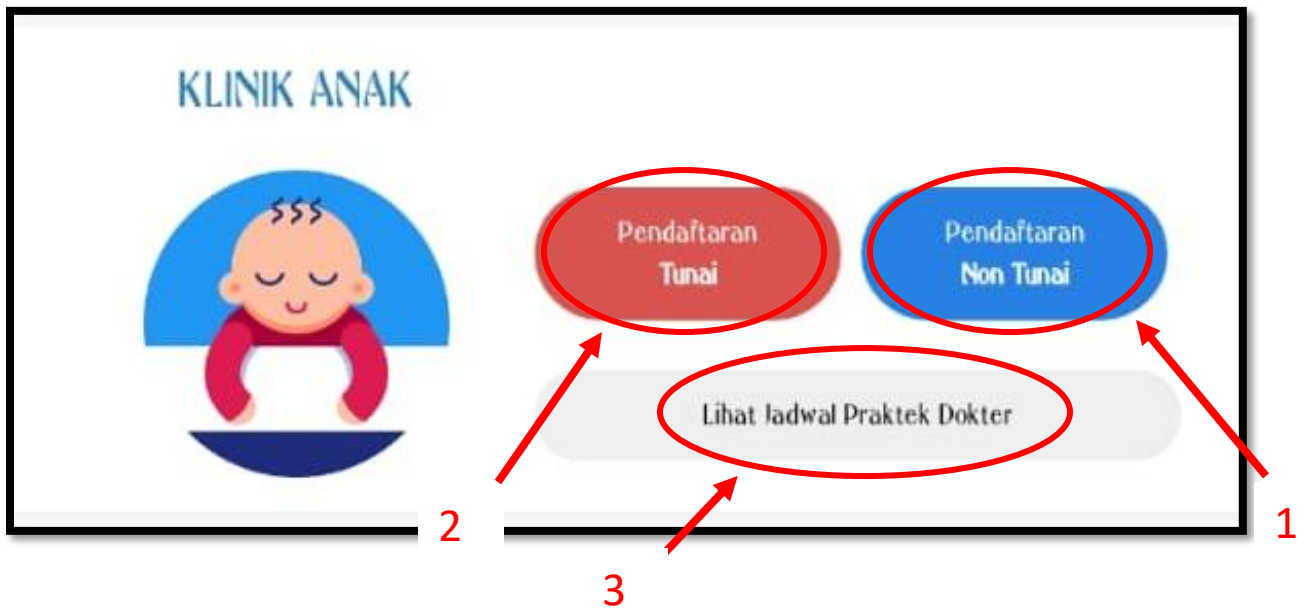 KLINIK ANAK
Pendaftaran
Tunai
Pendaftaran
Non Tunai
Lihat Jadwal Praktek Dokter
2
1
3